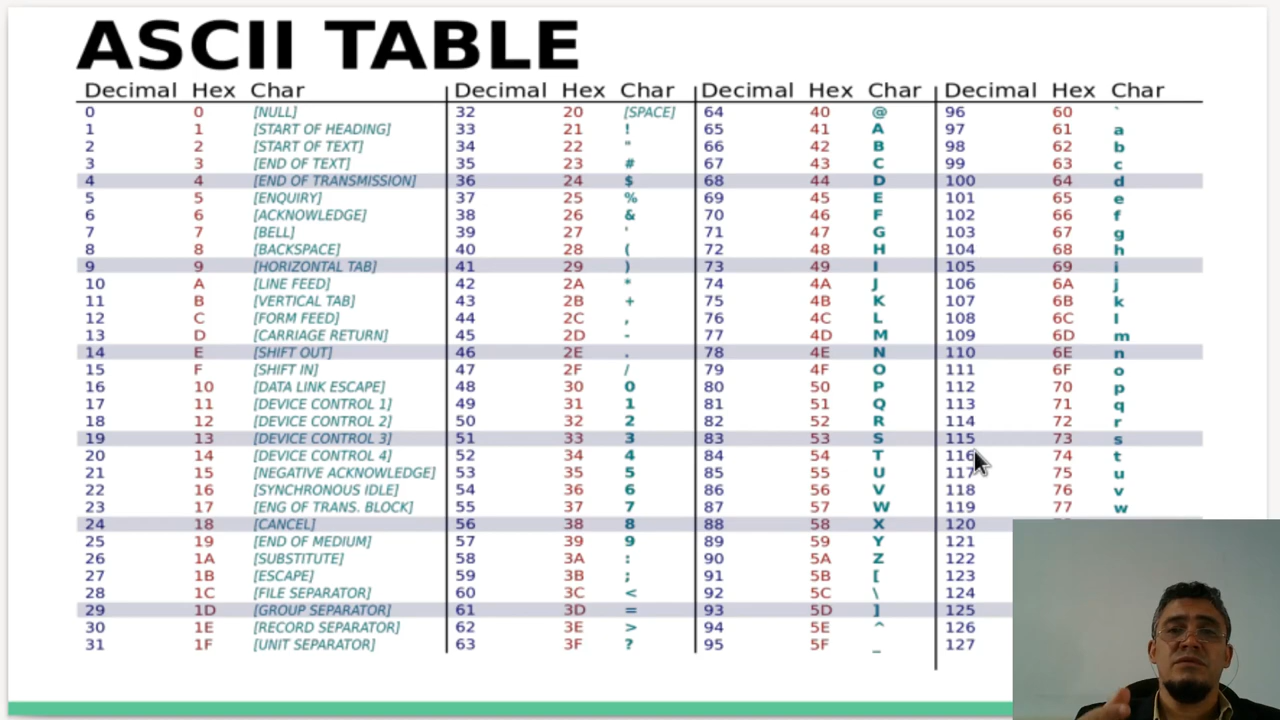 ASCII TABLE
Decimal Hex Char Decimal Hex Char Decimal Hex Char Decimal Hex Char
0 0 [NULL] 32 20 [SPACE] 64 40 @ 96 60 `
1 1 [START OF HEADING] 33 21 ! 65 41 A 97 61 a
2 2 [START OF TEXT] 34 22 " 66 42 B 98 62 b
3 3 [END OF TEXT] 35 23 # 67 43 C 99 63 c
4 4 [END OF TRANSMISSION] 36 24 $ 68 44 D 100 64 d
5 5 [ENQUIRY] 37 25 % 69 45 E 101 65 e
6 6 [ACKNOWLEDGE] 38 26 & 70 46 F 102 66 f
7 7 [BELL] 39 27 ' 71 47 G 103 67 g
8 8 [BACKSPACE] 40 28 ( 72 48 H 104 68 h
9 9 [HORIZONTAL TAB] 41 29 ) 73 49 I 105 69 i
10 A [LINE FEED] 42 2A * 74 4A J 106 6A j
11 B [VERTICAL TAB] 43 2B + 75 4B K 107 6B k
12 C [FORM FEED] 44 2C , 76 4C L 108 6C l
13 D [CARRIAGE RETURN] 45 2D - 77 4D M 109 6D m
14 E [SHIFT OUT] 46 2E . 78 4E N 110 6E n
15 F [SHIFT IN] 47 2F / 79 4F O 111 6F o
16 10 [DATA LINK ESCAPE] 48 30 0 80 50 P 112 70 p
17 11 [DEVICE CONTROL 1] 49 31 1 81 51 Q 113 71 q
18 12 [DEVICE CONTROL 2] 50 32 2 82 52 R 114 72 r
19 13 [DEVICE CONTROL 3] 51 33 3 83 53 S 115 73 s
20 14 [DEVICE CONTROL 4] 52 34 4 84 54 T 116 74 t
21 15 [NEGATIVE ACKNOWLEDGE] 53 35 5 85 55 U 117 75 u
22 16 [SYNCHRONOUS IDLE] 54 36 6 86 56 V 118 76 v
23 17 [ENG OF TRANS. BLOCK] 55 37 7 87 57 W 119 77 w
24 18 [CANCEL] 56 38 8 88 58 X 120
25 19 [END OF MEDIUM] 57 39 9 89 59 Y 121
26 1A [SUBSTITUTE] 58 3A : 90 5A Z 122
27 1B [ESCAPE] 59 3B ; 91 5B [ 123
28 1C [FILE SEPARATOR] 60 3C < 92 5C \ 124
29 1D [GROUP SEPARATOR] 61 3D = 93 5D ] 125
30 1E [RECORD SEPARATOR] 62 3E > 94 5E ^ 126
31 1F [UNIT SEPARATOR] 63 3F ? 95 5F _ 127